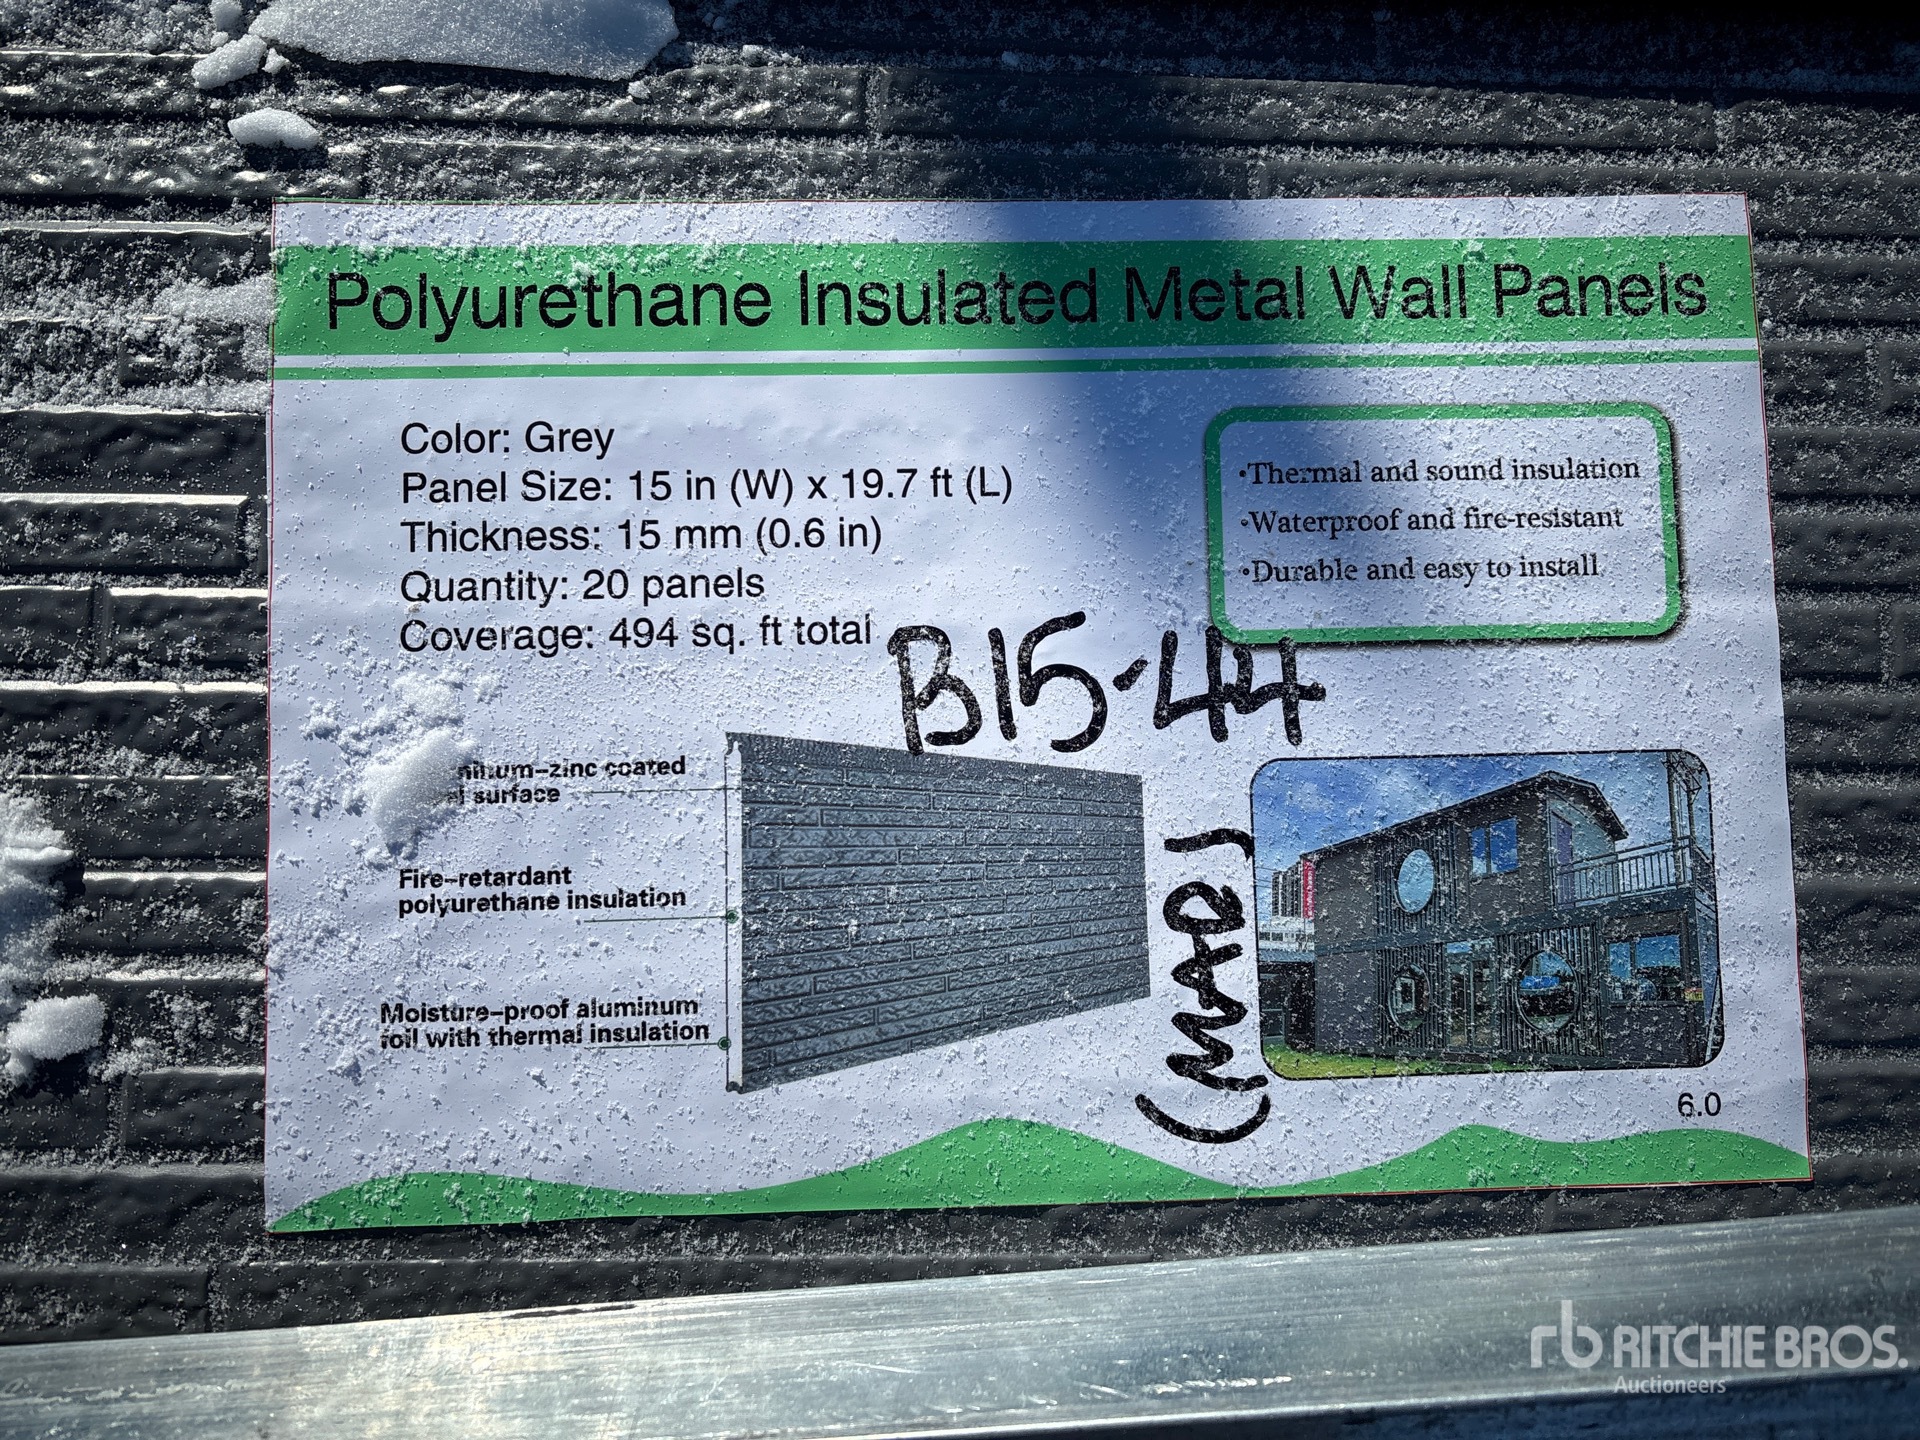 Polyurethane Insulated Metal Wall Panels
Color: Grey
Panel Size: 15 in (W) x 19.7 ft (L)
Thickness: 15 mm (0.6 in)
Quantity: 20 panels
Coverage: 494 sq. ft total
•Thermal and sound insulation
•Waterproof and fire-resistant
•Durable and easy to install
B15-44
-zinc coated
surface
Fire-retardant
polyurethane insulation
Moisture-proof aluminum
foil with thermal insulation
6.0
rb RITCHIE BROS.
Auctioneers